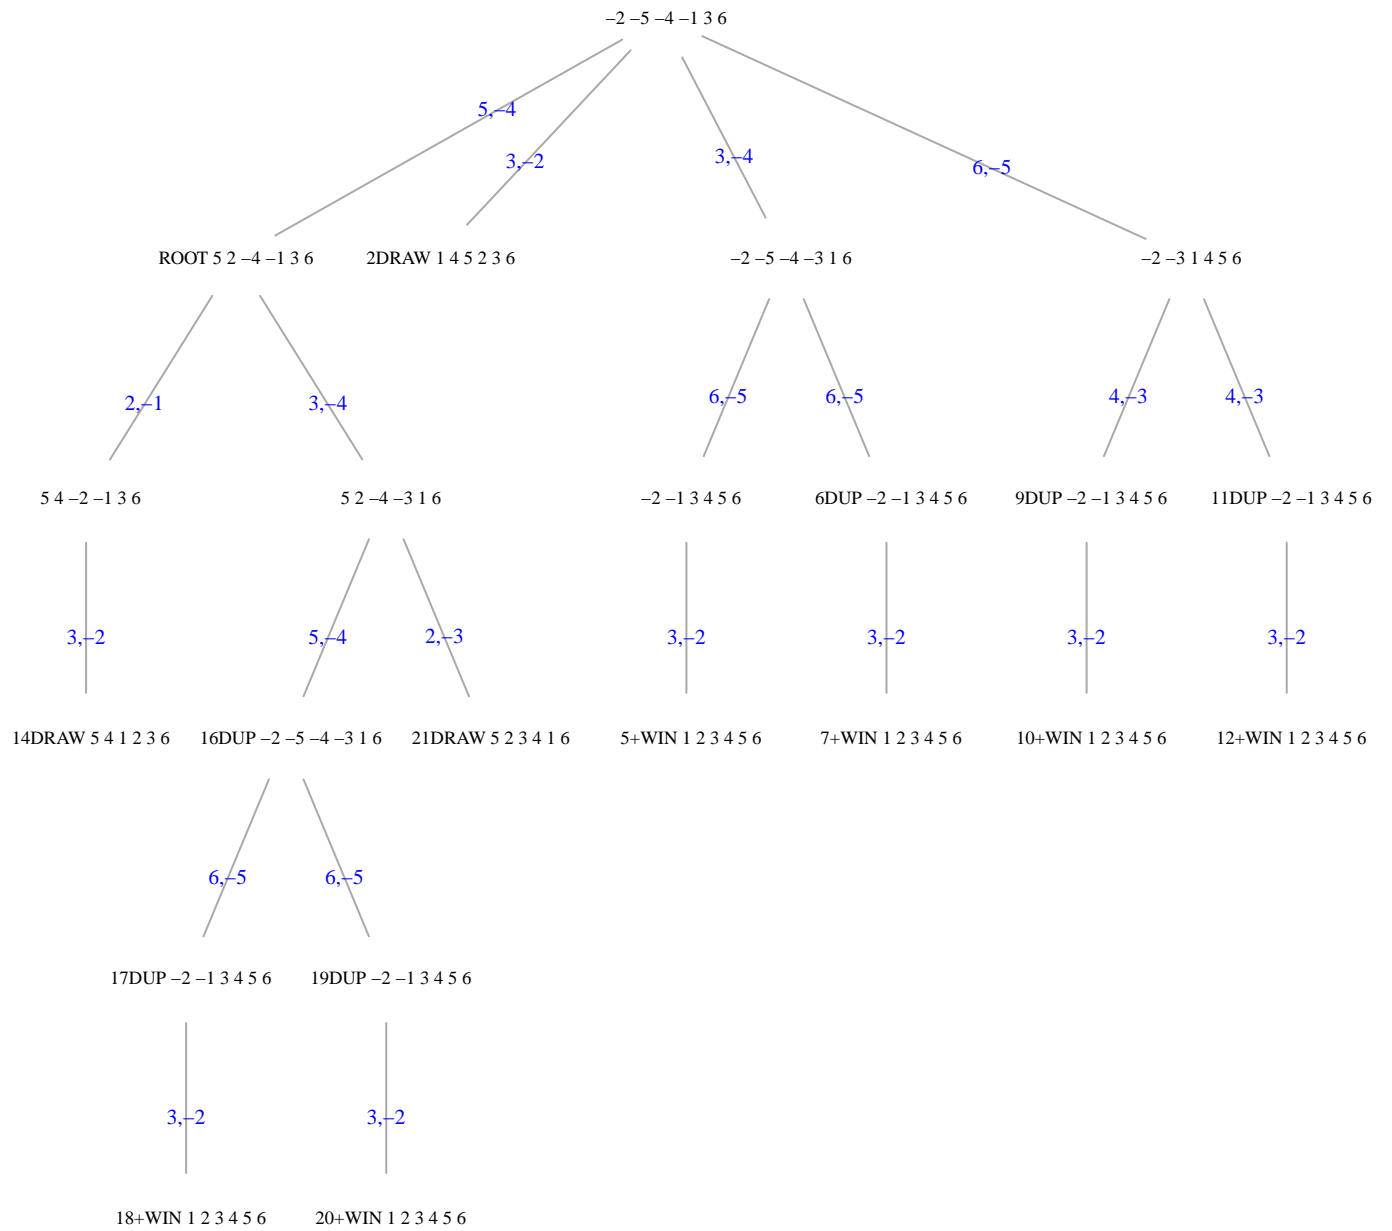 –2 –5 –4 –1 3 6
5,–4
3,–2
3,–4
6,–5
ROOT 5 2 –4 –1 3 6
2DRAW 1 4 5 2 3 6
–2 –5 –4 –3 1 6
–2 –3 1 4 5 6
2,–1
3,–4
6,–5
6,–5
4,–3
4,–3
5 4 –2 –1 3 6
5 2 –4 –3 1 6
–2 –1 3 4 5 6
6DUP –2 –1 3 4 5 6
9DUP –2 –1 3 4 5 6
11DUP –2 –1 3 4 5 6
3,–2
5,–4
2,–3
3,–2
3,–2
3,–2
3,–2
14DRAW 5 4 1 2 3 6
16DUP –2 –5 –4 –3 1 6
21DRAW 5 2 3 4 1 6
5+WIN 1 2 3 4 5 6
7+WIN 1 2 3 4 5 6
10+WIN 1 2 3 4 5 6
12+WIN 1 2 3 4 5 6
6,–5
6,–5
17DUP –2 –1 3 4 5 6
19DUP –2 –1 3 4 5 6
3,–2
3,–2
18+WIN 1 2 3 4 5 6
20+WIN 1 2 3 4 5 6